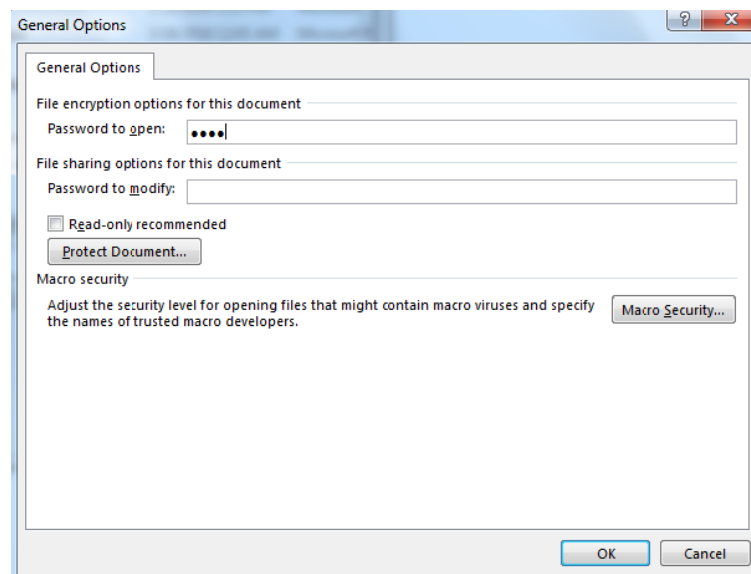 General Options
?
X
General Options
File encryption options for this document
Password to open: ●●●●
File sharing options for this document
Password to modify:
Read-only recommended
Protect Document...
Macro security
Adjust the security level for opening files that might contain macro viruses and specify
the names of trusted macro developers.
Macro Security...
OK
Cancel